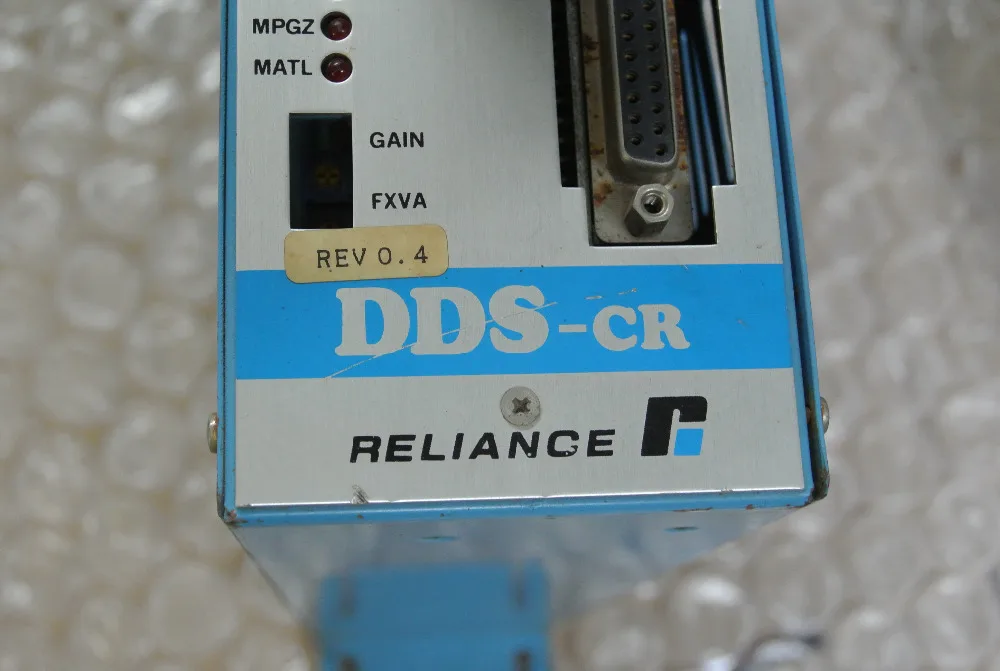 MPGZ
MATL
GAIN
FXVA
REV 0.4
DDS-CR
RELIANCE